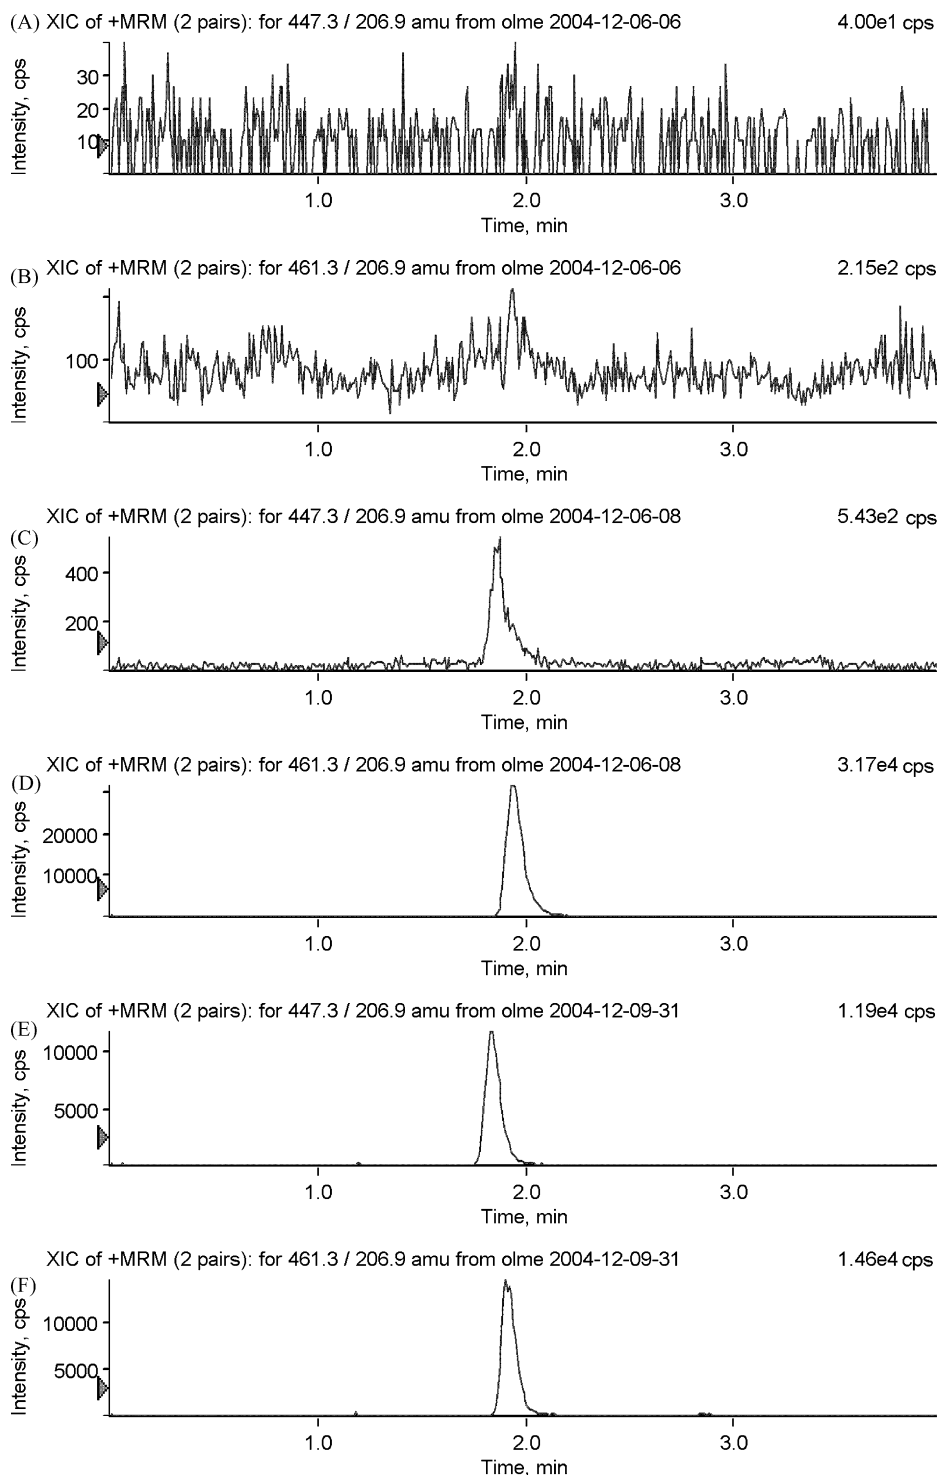 (A) XIC of +MRM (2 pairs): for 447.3 / 206.9 amu from olme 2004-12-06-06 4.00e1 cps
Intensity, cps
30
20
10
1.0 2.0 3.0
Time, min
(B) XIC of +MRM (2 pairs): for 461.3 / 206.9 amu from olme 2004-12-06-06 2.15e2 cps
Intensity, cps
100
1.0 2.0 3.0
Time, min
(C) XIC of +MRM (2 pairs): for 447.3 / 206.9 amu from olme 2004-12-06-08 5.43e2 cps
Intensity, cps
400
200
1.0 2.0 3.0
Time, min
(D) XIC of +MRM (2 pairs): for 461.3 / 206.9 amu from olme 2004-12-06-08 3.17e4 cps
Intensity, cps
20000
10000
1.0 2.0 3.0
Time, min
(E) XIC of +MRM (2 pairs): for 447.3 / 206.9 amu from olme 2004-12-09-31 1.19e4 cps
Intensity, cps
10000
5000
1.0 2.0 3.0
Time, min
(F) XIC of +MRM (2 pairs): for 461.3 / 206.9 amu from olme 2004-12-09-31 1.46e4 cps
Intensity, cps
10000
5000
1.0 2.0 3.0
Time, min